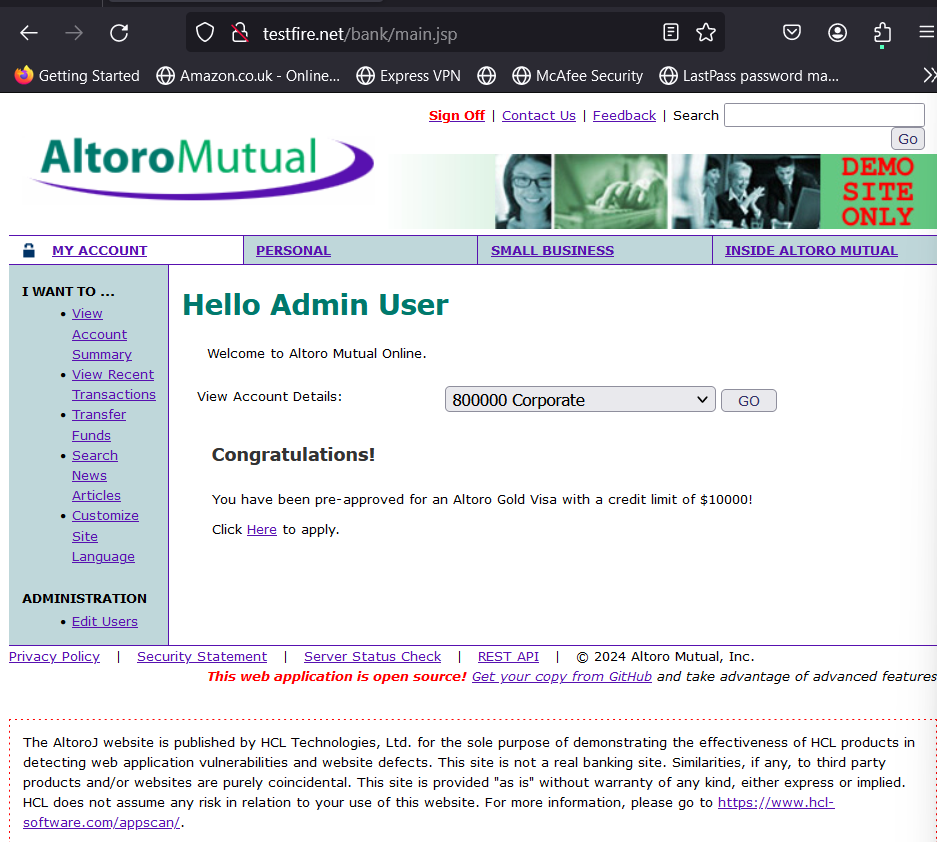 testfire.net/bank/main.jsp
Getting Started Amazon.co.uk - Online... Express VPN McAfee Security LastPass password ma...
Sign Off | Contact Us | Feedback | Search
Go
AltoroMutual
DEMO
SITE
ONLY
MY ACCOUNT PERSONAL SMALL BUSINESS INSIDE ALTORO MUTUAL
I WANT TO ...
• View
Account
Summary
• View Recent
Transactions
• Transfer
Funds
• Search
News
Articles
• Customize
Site
Language
ADMINISTRATION
• Edit Users
Hello Admin User
Welcome to Altoro Mutual Online.
View Account Details: 800000 Corporate GO
Congratulations!
You have been pre-approved for an Altoro Gold Visa with a credit limit of $10000!
Click Here to apply.
Privacy Policy | Security Statement | Server Status Check | REST API | © 2024 Altoro Mutual, Inc.
This web application is open source! Get your copy from GitHub and take advantage of advanced features
The AltoroJ website is published by HCL Technologies, Ltd. for the sole purpose of demonstrating the effectiveness of HCL products in
detecting web application vulnerabilities and website defects. This site is not a real banking site. Similarities, if any, to third party
products and/or websites are purely coincidental. This site is provided "as is" without warranty of any kind, either express or implied.
HCL does not assume any risk in relation to your use of this website. For more information, please go to https://www.hcl-
software.com/appscan/.